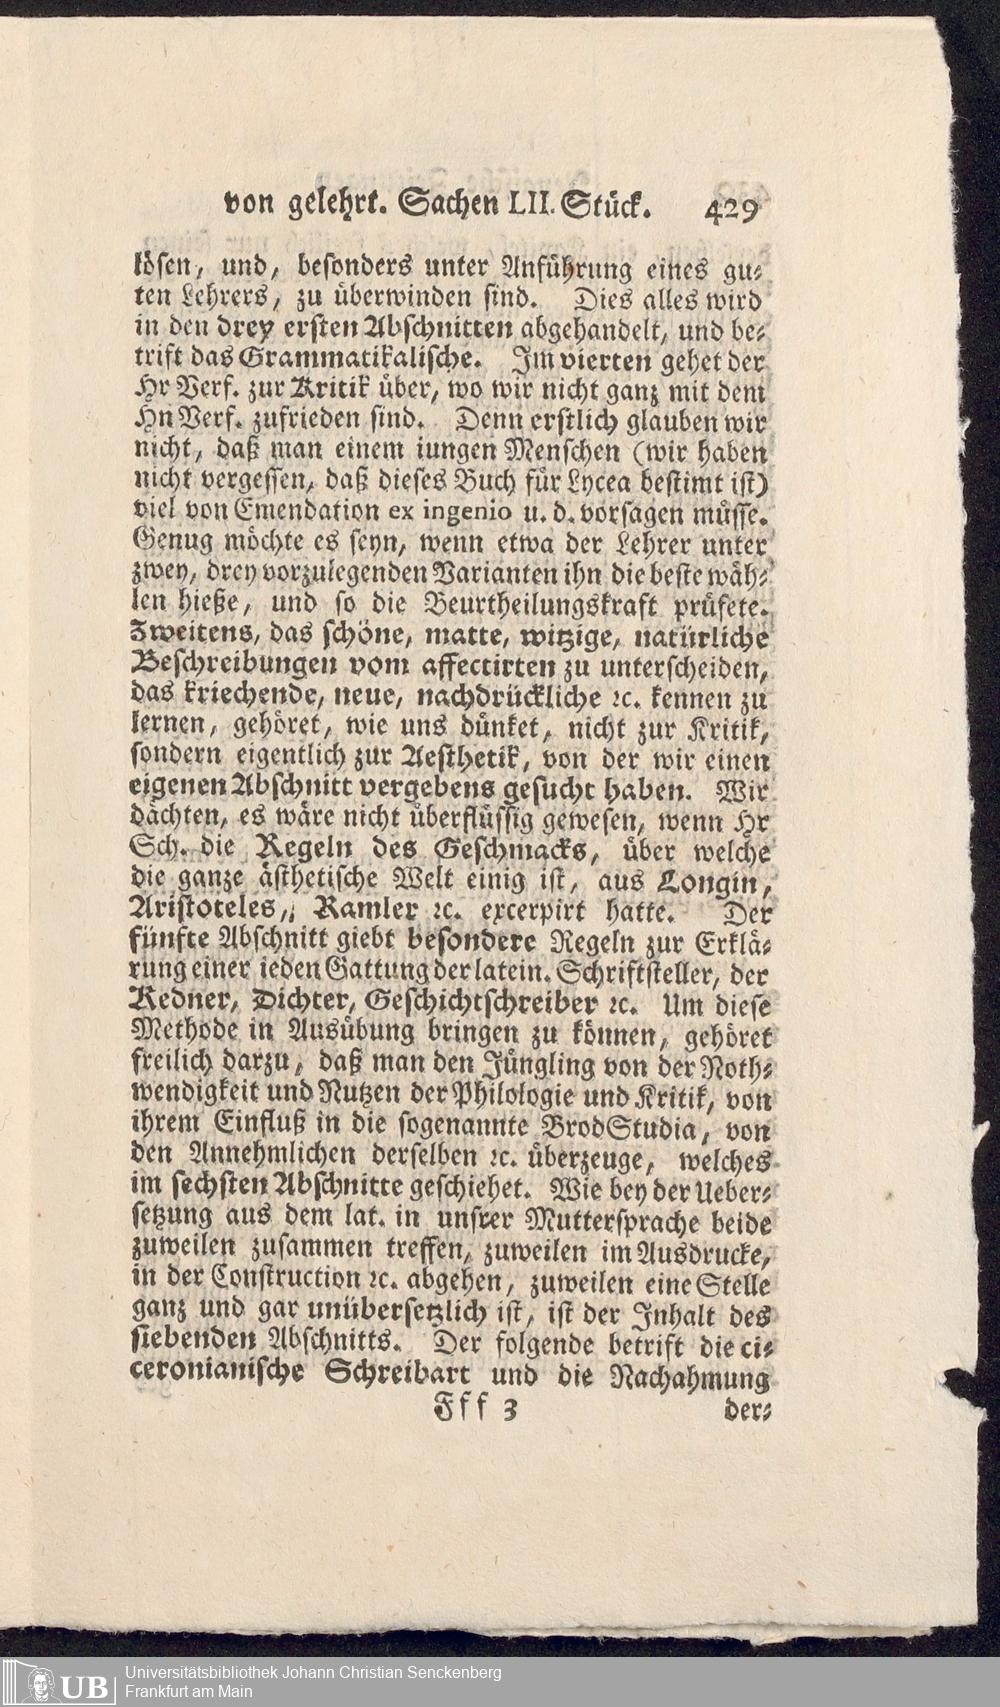 von gelehrt. Sachen LII. Stück. 429
lösen, und, besonders unter Anführung eines gu-
ten Lehrers, zu überwinden sind. Dies alles wird
in den drey ersten Abschnitten abgehandelt, und be-
trift das Grammatikalische. Im vierten gehet der
Hr Verf. zur Kritik über, wo wir nicht ganz mit dem
Hn Verf. zufrieden sind. Denn erstlich glauben wir
nicht, daß man einem iungen Menschen (wir haben
nicht vergessen, daß dieses Buch für Lycea bestimt ist)
viel von Emendation ex ingenio u. d. vorsagen müsse.
Genug möchte es seyn, wenn etwa der Lehrer unter
zwey, drey vorzulegenden Varianten ihn die beste wäh-
len hieße, und so die Beurtheilungskraft prüfete.
Zweitens, das schöne, matte, witzige, natürliche
Beschreibungen vom affectirten zu unterscheiden,
das kriechende, neue, nachdrückliche ꝛc. kennen zu
lernen, gehöret, wie uns dünket, nicht zur Kritik,
sondern eigentlich zur Aesthetik, von der wir einen
eigenen Abschnitt vergebens gesucht haben. Wir
dächten, es wäre nicht überflüssig gewesen, wenn Hr
Sch. die Regeln des Geschmacks, über welche
die ganze ästhetische Welt einig ist, aus Longin,
Aristoteles, Ramler ꝛc. excerpirt hatte. Der
fünfte Abschnitt giebt besondere Regeln zur Erklä-
rung einer ieden Gattung der latein. Schriftsteller, der
Redner, Dichter, Geschichtschreiber ꝛc. Um diese
Methode in Ausübung bringen zu können, gehöret
freilich darzu, daß man den Jüngling von der Noth-
wendigkeit und Nutzen der Philologie und Kritik, von
ihrem Einfluß in die sogenannte BrodStudia, von
den Annehmlichen derselben ꝛc. überzeuge, welches
im sechsten Abschnitte geschiehet. Wie bey der Ueber-
setzung aus dem lat. in unsrer Muttersprache beide
zuweilen zusammen treffen, zuweilen im Ausdrucke,
in der Construction ꝛc. abgehen, zuweilen eine Stelle
ganz und gar unübersetzlich ist, ist der Inhalt des
siebenden Abschnitts. Der folgende betrift die ci-
ceronianische Schreibart und die Nachahmung
Fff 3 der-
UB Universitätsbibliothek Johann Christian Senckenberg
Frankfurt am Main